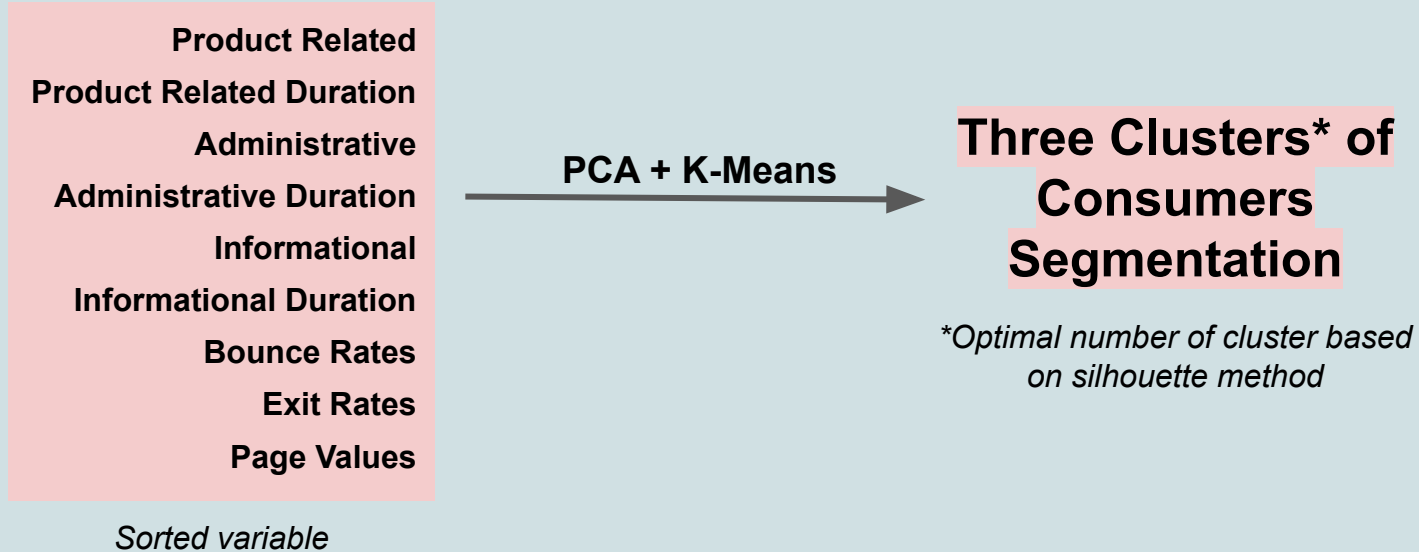 Product Related
Product Related Duration
Administrative
Administrative Duration
Informational
Informational Duration
Bounce Rates
Exit Rates
Page Values
Sorted variable
PCA + K-Means
Three Clusters* of
Consumers
Segmentation
*Optimal number of cluster based
on silhouette method